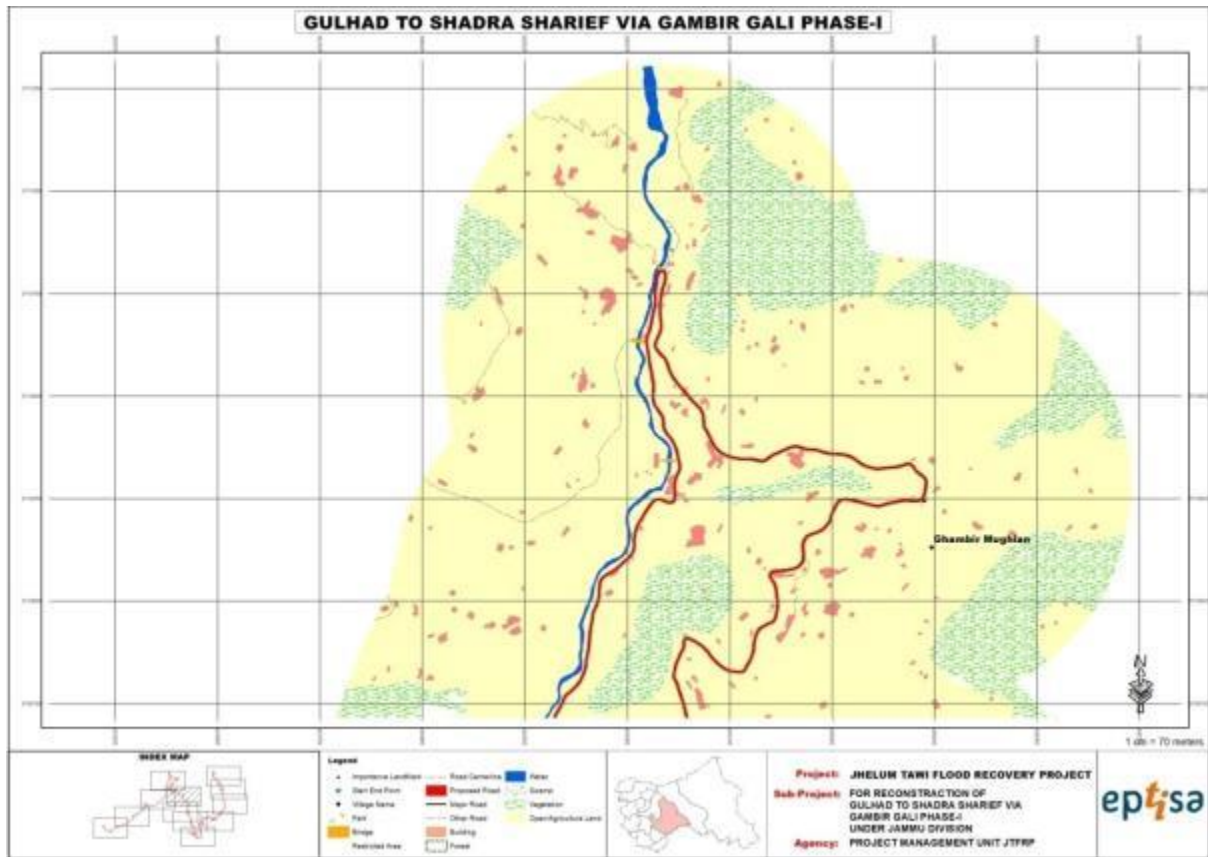 GULHAD TO SHADRA SHARIEF VIA GAMBIR GALI PHASE-I
Ghambir Mughlan
N
1 cm = 70 meters
INDEX MAP
Legend
Importance LandMark
Start End Point
Village Name
Path
Bridge
Restricted Area
Road Centerline
Proposed Road
Major Road
Other Road
Building
Forest
Water
Swamp
Vegetation
Open/Agriculture Land
Project: JHELUM TAWI FLOOD RECOVERY PROJECT
Sub-Project: FOR RECONSTRUCTION OF
GULHAD TO SHADRA SHARIEF VIA
GAMBIR GALI PHASE-I
UNDER JAMMU DIVISION
Agency: PROJECT MANAGEMENT UNIT JTFRP
eptisa